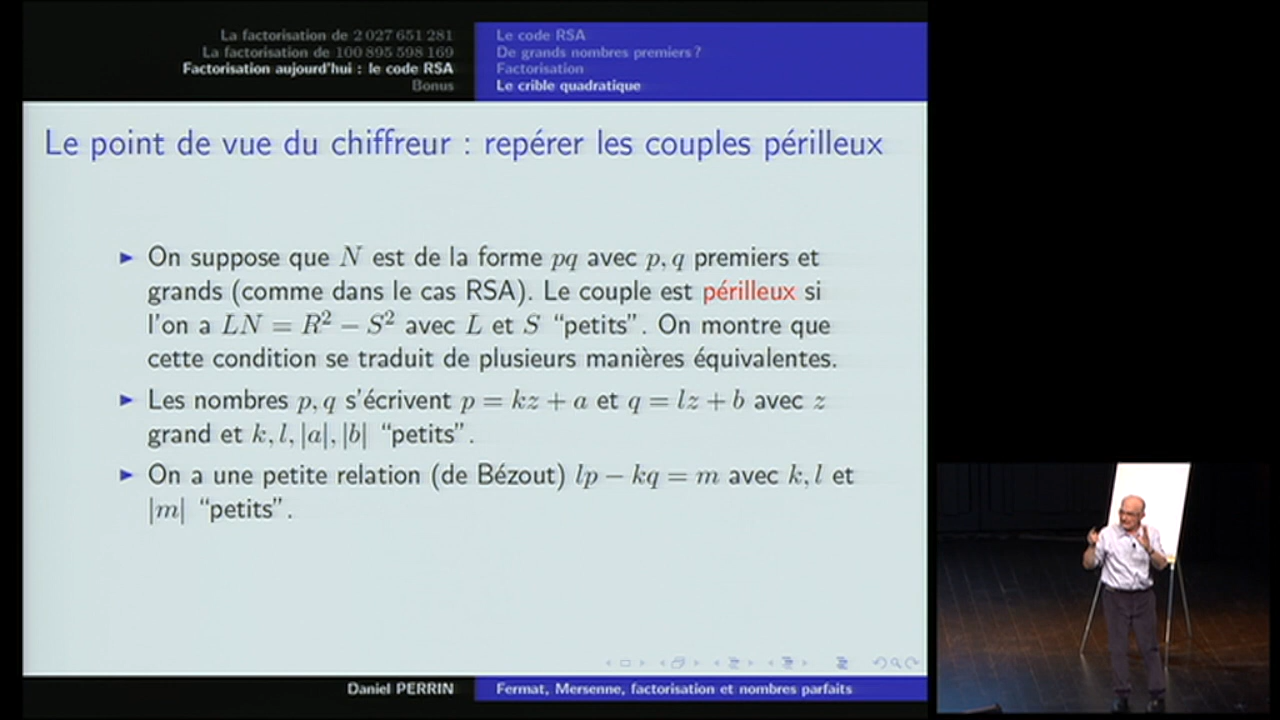 La factorisation de 2 027 651 281
La factorisation de 100 895 598 169
Factorisation aujourd'hui : le code RSA
Bonus
Le code RSA
De grands nombres premiers ?
Factorisation
Le crible quadratique
Le point de vue du chiffreur : repérer les couples périlleux
On suppose que N est de la forme pq avec p, q premiers et
grands (comme dans le cas RSA). Le couple est périlleux si
l'on a LN = R² − S² avec L et S “petits”. On montre que
cette condition se traduit de plusieurs manières équivalentes.
Les nombres p, q s'écrivent p = kz + a et q = lz + b avec z
grand et k, l, |a|, |b| “petits”.
On a une petite relation (de Bézout) lp − kq = m avec k, l et
|m| “petits”.
Daniel PERRIN
Fermat, Mersenne, factorisation et nombres parfaits